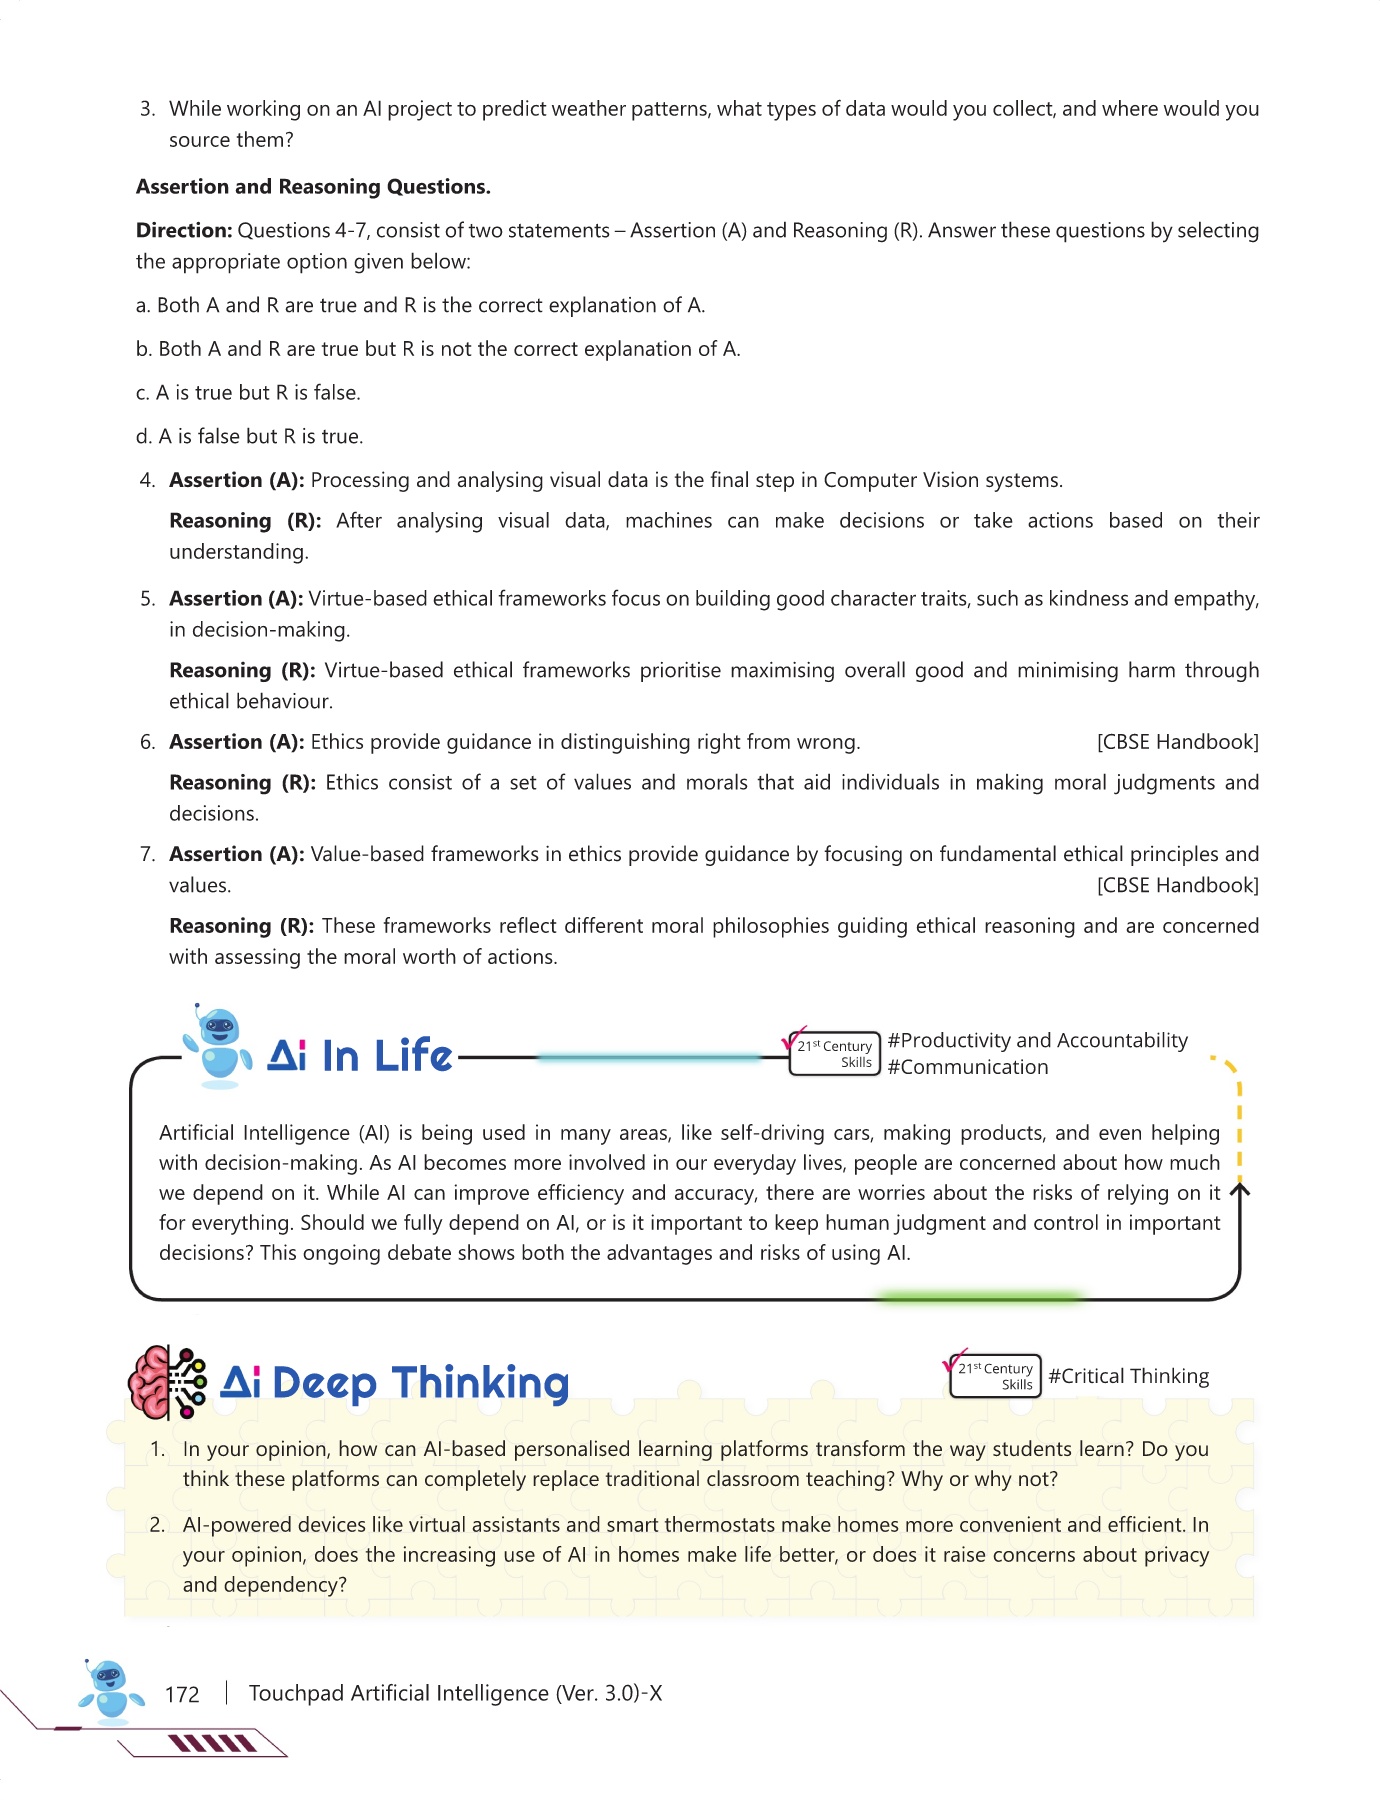 3. While working on an AI project to predict weather patterns, what types of data would you collect, and where would you
source them?
Assertion and Reasoning Questions.
Direction: Questions 4-7, consist of two statements – Assertion (A) and Reasoning (R). Answer these questions by selecting
the appropriate option given below:
a. Both A and R are true and R is the correct explanation of A.
b. Both A and R are true but R is not the correct explanation of A.
c. A is true but R is false.
d. A is false but R is true.
4. Assertion (A): Processing and analysing visual data is the final step in Computer Vision systems.
Reasoning (R): After analysing visual data, machines can make decisions or take actions based on their
understanding.
5. Assertion (A): Virtue-based ethical frameworks focus on building good character traits, such as kindness and empathy,
in decision-making.
Reasoning (R): Virtue-based ethical frameworks prioritise maximising overall good and minimising harm through
ethical behaviour.
6. Assertion (A): Ethics provide guidance in distinguishing right from wrong. [CBSE Handbook]
Reasoning (R): Ethics consist of a set of values and morals that aid individuals in making moral judgments and
decisions.
7. Assertion (A): Value-based frameworks in ethics provide guidance by focusing on fundamental ethical principles and
values. [CBSE Handbook]
Reasoning (R): These frameworks reflect different moral philosophies guiding ethical reasoning and are concerned
with assessing the moral worth of actions.
Ai In Life
21st Century
Skills
#Productivity and Accountability
#Communication
Artificial Intelligence (AI) is being used in many areas, like self-driving cars, making products, and even helping
with decision-making. As AI becomes more involved in our everyday lives, people are concerned about how much
we depend on it. While AI can improve efficiency and accuracy, there are worries about the risks of relying on it
for everything. Should we fully depend on AI, or is it important to keep human judgment and control in important
decisions? This ongoing debate shows both the advantages and risks of using AI.
Ai Deep Thinking
21st Century
Skills
#Critical Thinking
1. In your opinion, how can AI-based personalised learning platforms transform the way students learn? Do you
think these platforms can completely replace traditional classroom teaching? Why or why not?
2. AI-powered devices like virtual assistants and smart thermostats make homes more convenient and efficient. In
your opinion, does the increasing use of AI in homes make life better, or does it raise concerns about privacy
and dependency?
172 | Touchpad Artificial Intelligence (Ver. 3.0)-X